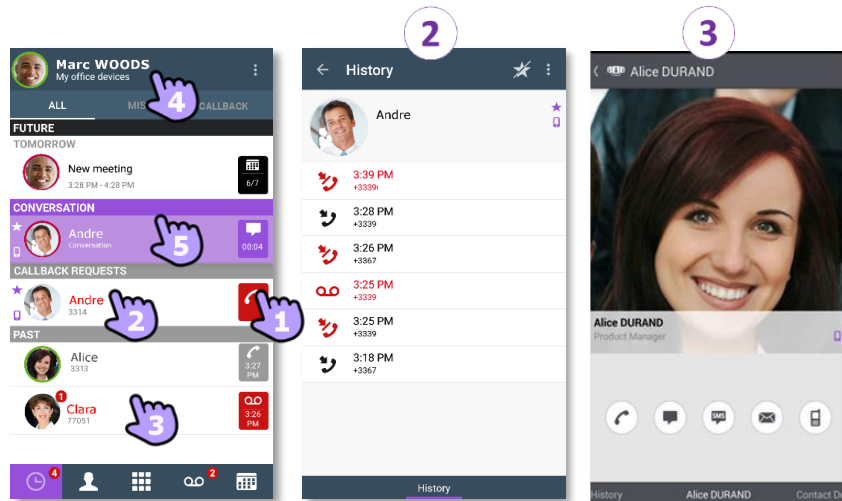 2
3
Marc WOODS
My office devices
4
ALL
MIS
CALLBACK
FUTURE
TOMORROW
New meeting
3:28 PM - 4:28 PM
6/7
CONVERSATION
Andre
Conversation
5
00:04
CALLBACK REQUESTS
Andre
3314
2
1
PAST
Alice
3313
3:27
PM
1
Clara
77051
3
3:26
PM
4
2
History
Andre
3:39 PM
+3339
3:28 PM
+3339
3:26 PM
+3367
3:25 PM
+3339
3:25 PM
+3339
3:18 PM
+3367
History
Alice DURAND
Alice DURAND
Product Manager
SMS
History
Alice DURAND
Contact De